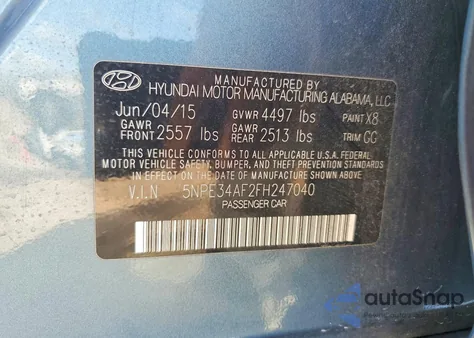 MANUFACTURED BY
HYUNDAI MOTOR MANUFACTURING ALABAMA, LLC
Jun/04/15 GVWR 4497 lbs PAINT X8
GAWR FRONT 2557 lbs GAWR REAR 2513 lbs TRIM GG
THIS VEHICLE CONFORMS TO ALL APPLICABLE U.S. FEDERAL
MOTOR VEHICLE SAFETY, BUMPER, AND THEFT PREVENTION STANDARDS
IN EFFECT ON THE DATE OF MANUFACTURE SHOWN ABOVE.
V.I.N 5NPE34AF2FH247040
PASSENGER CAR
autoSnap